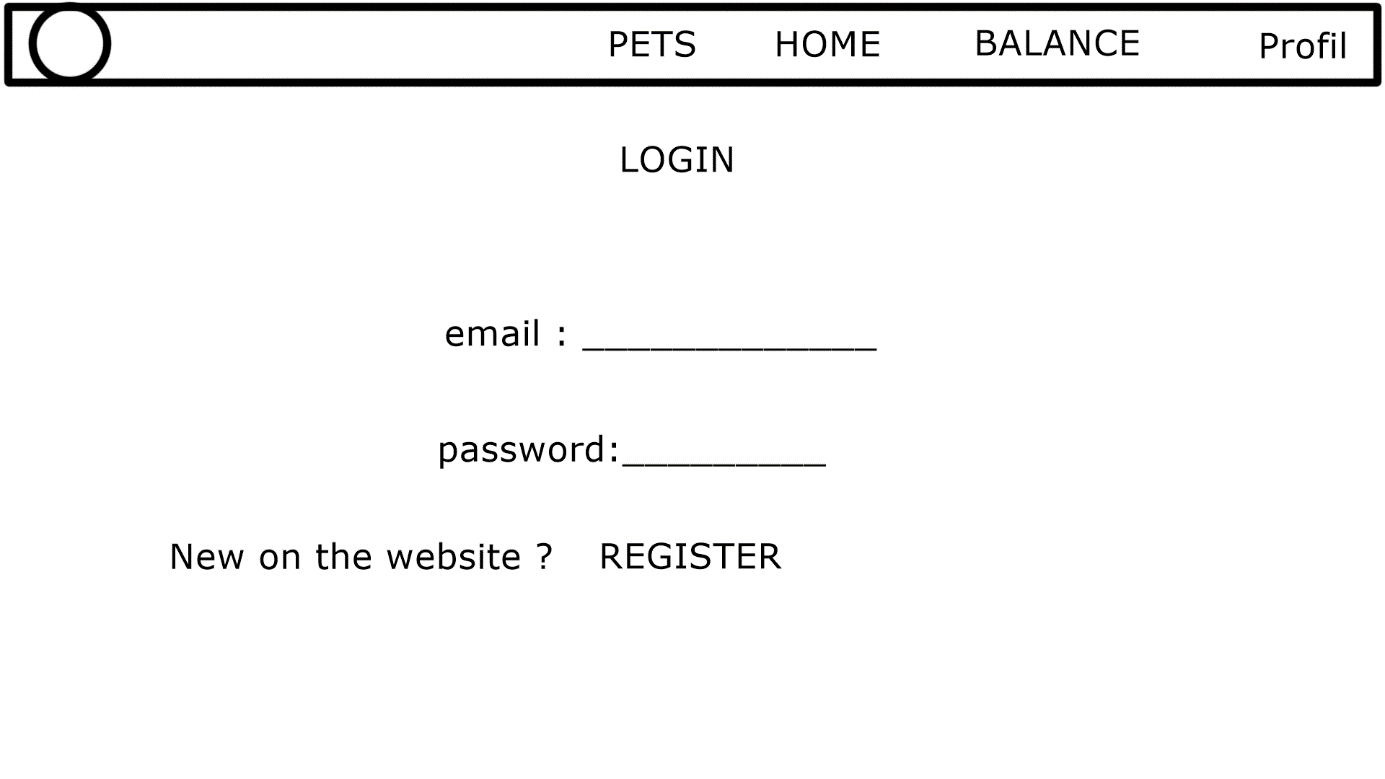 PETS HOME BALANCE Profil
LOGIN
email : _____________
password:_________
New on the website ? REGISTER